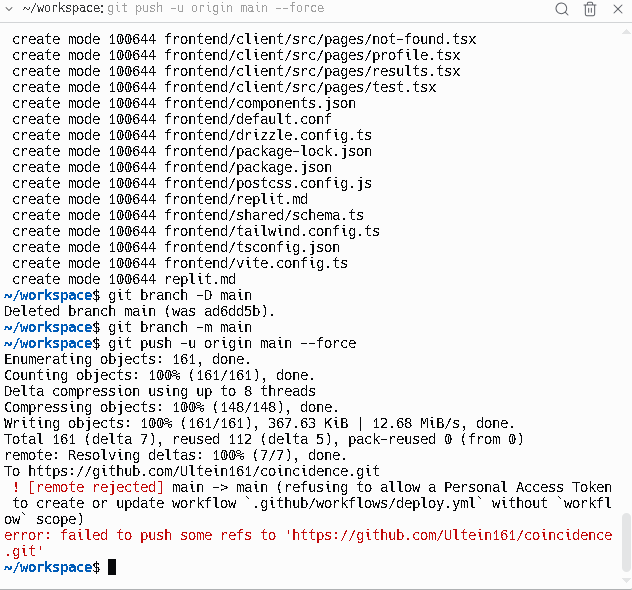 ~/workspace: git push -u origin main --force
create mode 100644 frontend/client/src/pages/not-found.tsx
create mode 100644 frontend/client/src/pages/profile.tsx
create mode 100644 frontend/client/src/pages/results.tsx
create mode 100644 frontend/client/src/pages/test.tsx
create mode 100644 frontend/components.json
create mode 100644 frontend/default.conf
create mode 100644 frontend/drizzle.config.ts
create mode 100644 frontend/package-lock.json
create mode 100644 frontend/package.json
create mode 100644 frontend/postcss.config.js
create mode 100644 frontend/replit.md
create mode 100644 frontend/shared/schema.ts
create mode 100644 frontend/tailwind.config.ts
create mode 100644 frontend/tsconfig.json
create mode 100644 frontend/vite.config.ts
create mode 100644 replit.md
~/workspace$ git branch -D main
Deleted branch main (was ad6dd5b).
~/workspace$ git branch -m main
~/workspace$ git push -u origin main --force
Enumerating objects: 161, done.
Counting objects: 100% (161/161), done.
Delta compression using up to 8 threads
Compressing objects: 100% (148/148), done.
Writing objects: 100% (161/161), 367.63 KiB | 12.68 MiB/s, done.
Total 161 (delta 7), reused 112 (delta 5), pack-reused 0 (from 0)
remote: Resolving deltas: 100% (7/7), done.
To https://github.com/Ultein161/coincidence.git
! [remote rejected] main -> main (refusing to allow a Personal Access Token
to create or update workflow `.github/workflows/deploy.yml` without `workfl
ow` scope)
error: failed to push some refs to 'https://github.com/Ultein161/coincidence
.git'
~/workspace$